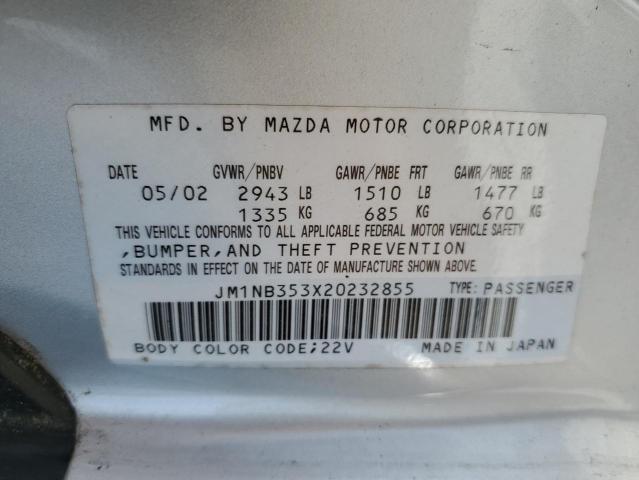 MFD. BY MAZDA MOTOR CORPORATION
DATE GVWR/PNBV GAWR/PNBE FRT GAWR/PNBE RR
05/02 2943 LB 1510 LB 1477 LB
1335 KG 685 KG 670 KG
THIS VEHICLE CONFORMS TO ALL APPLICABLE FEDERAL MOTOR VEHICLE SAFETY
,BUMPER,AND THEFT PREVENTION
STANDARDS IN EFFECT ON THE DATE OF MANUFACTURE SHOWN ABOVE.
JM1NB353X20232855 TYPE:PASSENGER
BODY COLOR CODE;22V MADE IN JAPAN